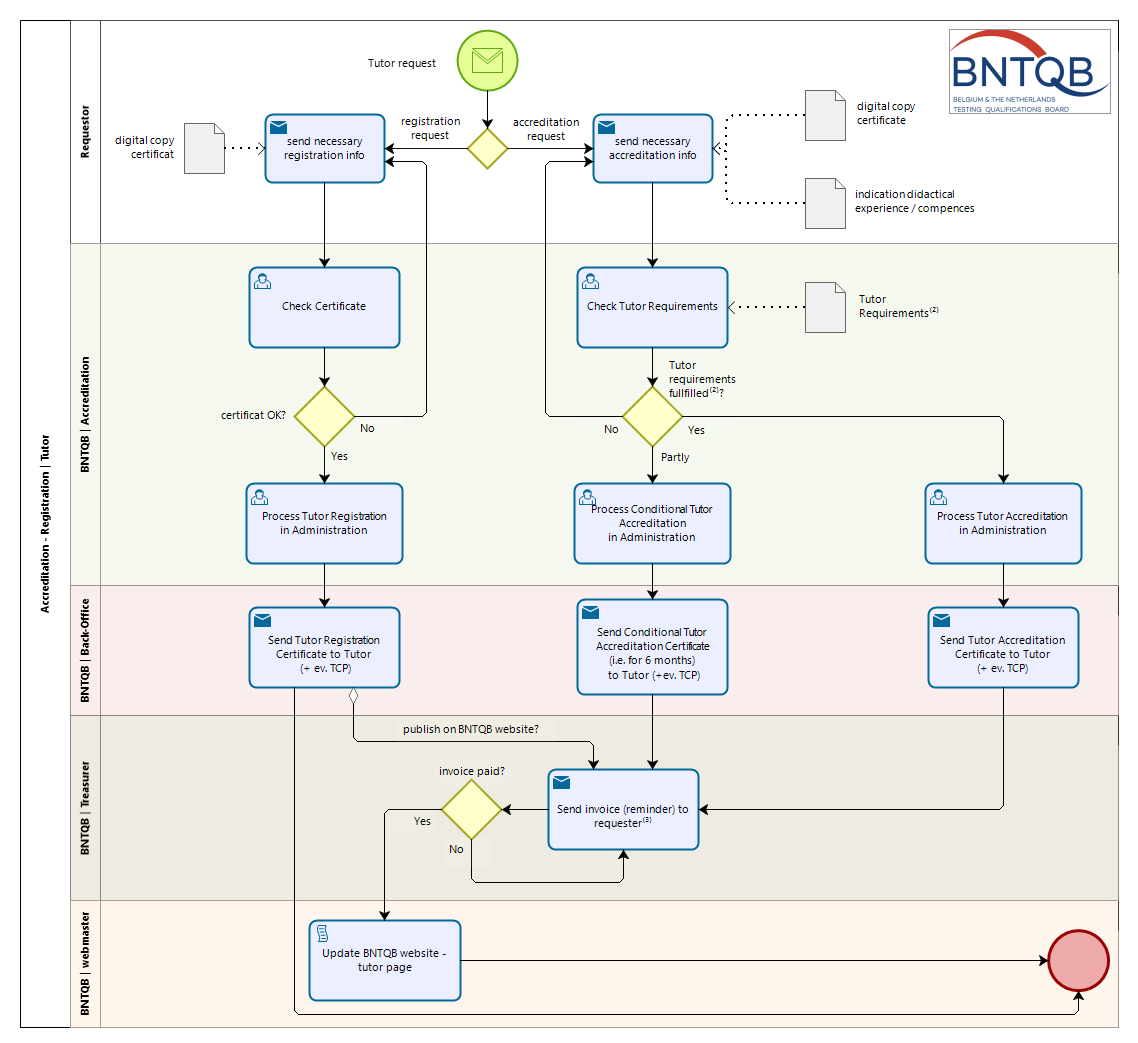 Accreditation - Registration | Tutor
Requestor
Tutor request
BNTQB
BELGIUM & THE NETHERLANDS
TESTING QUALIFICATIONS BOARD
registration
request
accreditation
request
digital copy
certificat
send necessary
registration info
send necessary
accreditation info
digital copy
certificate
indication didactical
experience / compences
BNTQB | Accreditation
Check Certificate
Check Tutor Requirements
Tutor
Requirements(2)
Tutor
requirements
fullfilled(2)?
certificat OK?
No
No
Yes
Yes
Partly
Process Tutor Registration
in Administration
Process Conditional Tutor
Accreditation
in Administration
Process Tutor Accreditation
in Administration
BNTQB | Back-Office
Send Tutor Registration
Certificate to Tutor
(+ ev. TCP)
Send Conditional Tutor
Accreditation Certificate
(i.e. for 6 months)
to Tutor (+ev. TCP)
Send Tutor Accreditation
Certificate to Tutor
(+ ev. TCP)
BNTQB | Treasurer
publish on BNTQB website?
invoice paid?
Send invoice (reminder) to
requester(3)
Yes
No
BNTQB | webmaster
Update BNTQB website -
tutor page